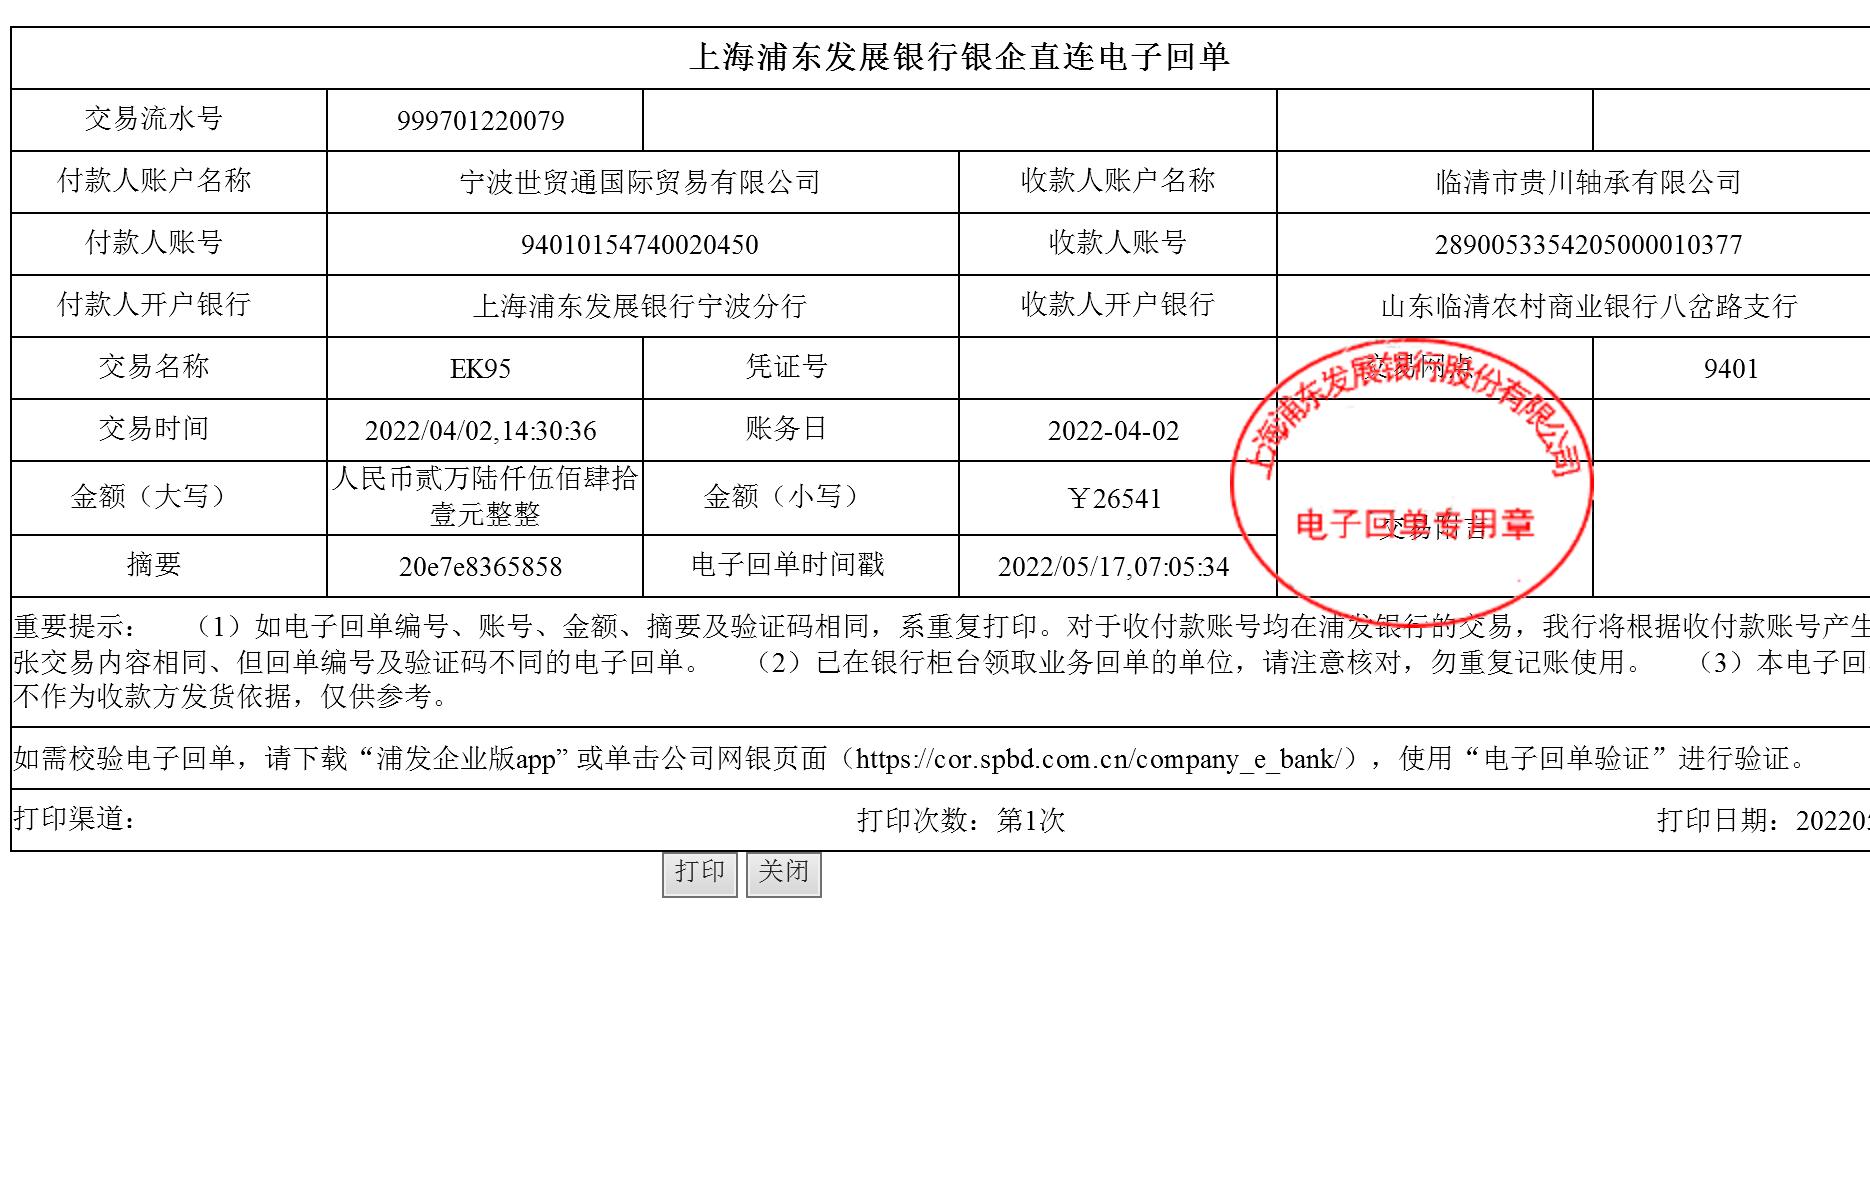 上海浦东发展银行银企直连电子回单
交易流水号 999701220079
付款人账户名称 宁波世贸通国际贸易有限公司 收款人账户名称 临清市贵川轴承有限公司
付款人账号 94010154740020450 收款人账号 2890053354205000010377
付款人开户银行 上海浦东发展银行宁波分行 收款人开户银行 山东临清农村商业银行八岔路支行
交易名称 EK95 凭证号 交易网点 9401
交易时间 2022/04/02,14:30:36 账务日 2022-04-02
金额（大写） 人民币贰万陆仟伍佰肆拾
壹元整整 金额（小写） ￥26541 交易附言
摘要 20e7e8365858 电子回单时间戳 2022/05/17,07:05:34
上海浦东发展银行股份有限公司
电子回单专用章
重要提示： （1）如电子回单编号、账号、金额、摘要及验证码相同，系重复打印。对于收付款账号均在浦发银行的交易，我行将根据收付款账号产生
张交易内容相同、但回单编号及验证码不同的电子回单。 （2）已在银行柜台领取业务回单的单位，请注意核对，勿重复记账使用。 （3）本电子回
不作为收款方发货依据，仅供参考。
如需校验电子回单，请下载“浦发企业版app” 或单击公司网银页面（https://cor.spbd.com.cn/company_e_bank/），使用“电子回单验证”进行验证。
打印渠道： 打印次数：第1次 打印日期：20220
打印 关闭